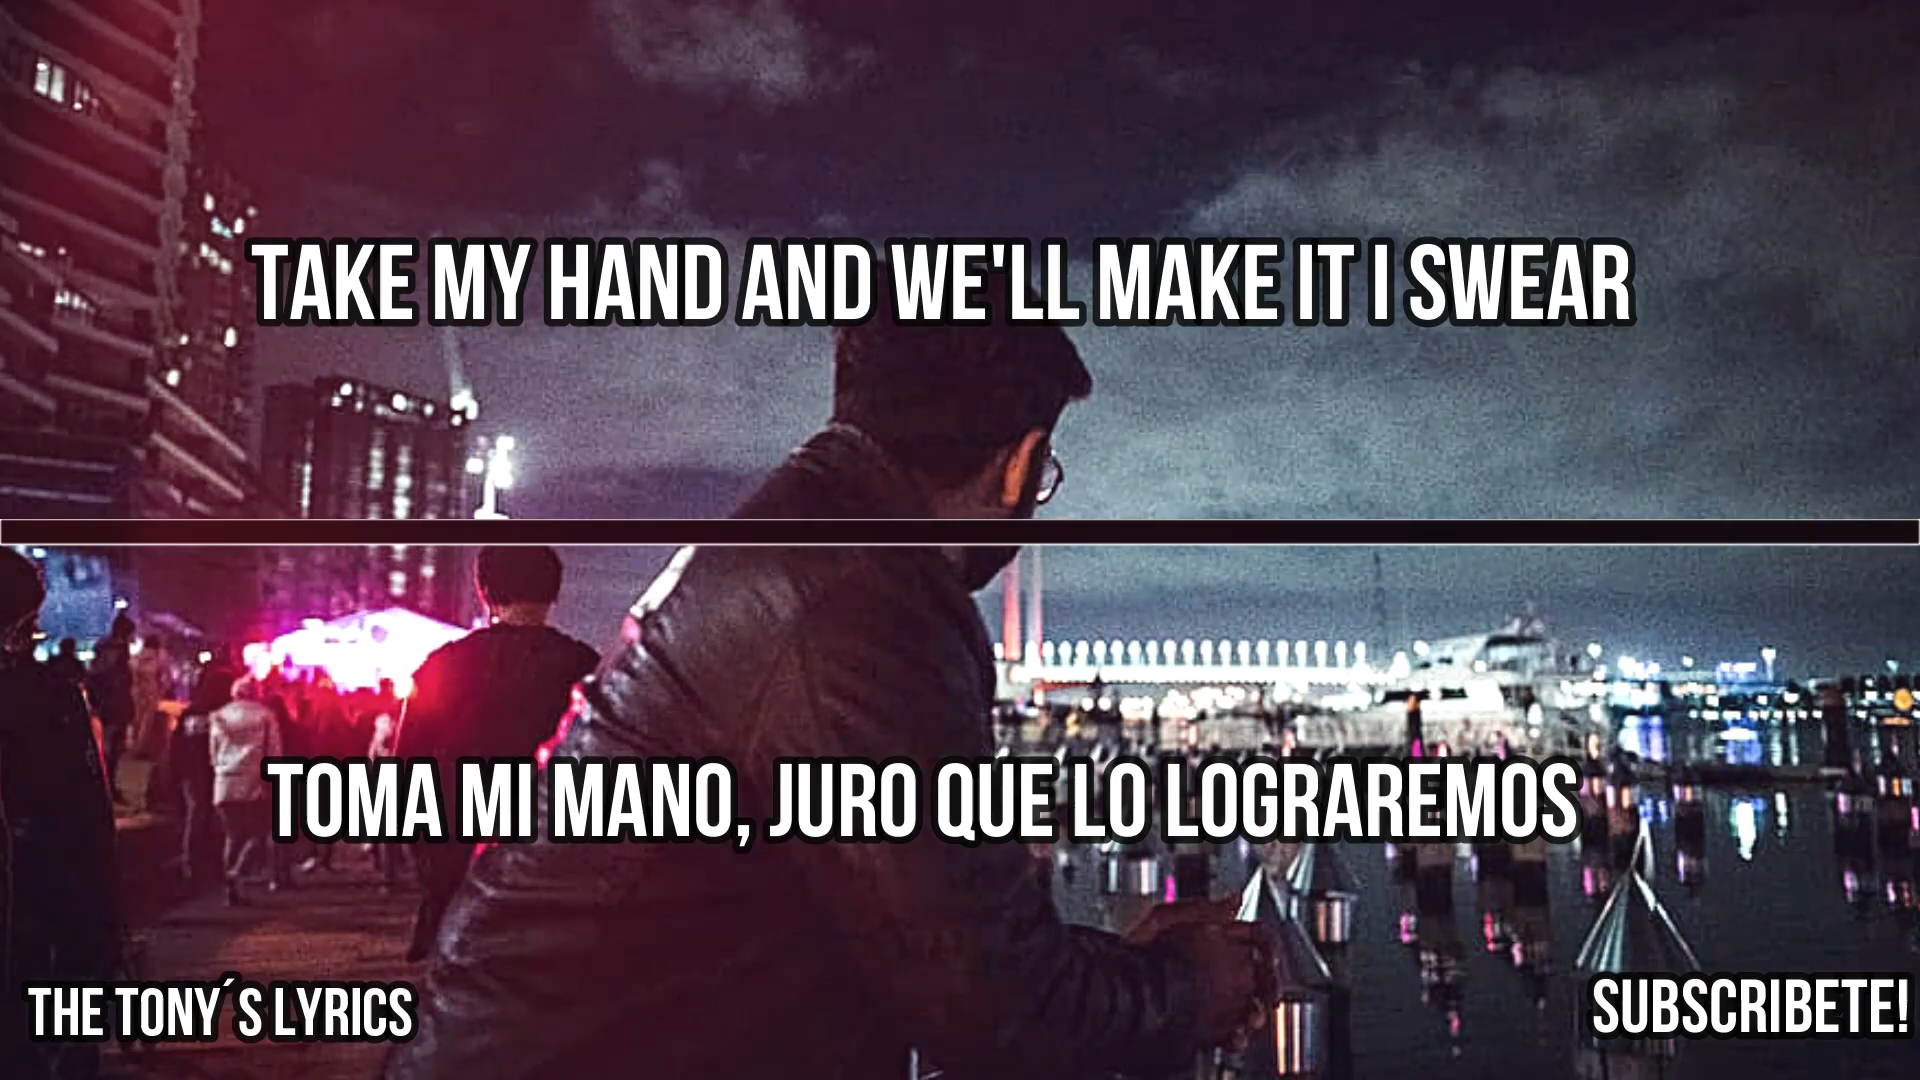 TAKE MY HAND AND WE'LL MAKE IT I SWEAR
TOMA MI MANO, JURO QUE LO LOGRAREMOS
THE TONY´S LYRICS
SUBSCRIBETE!